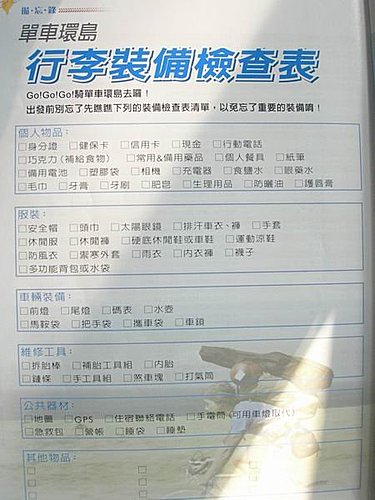 備·忘·錄
單車環島
行李裝備檢查表
Go!Go!Go!騎單車環島去囉！
出發前別忘了先瞧瞧下列的裝備檢查表清單，以免忘了重要的裝備唷！
個人物品：
□身分證 □健保卡 □信用卡 □現金 □行動電話
□巧克力（補給食物） □常用&備用藥品 □個人餐具 □紙筆
□備用電池 □塑膠袋 □相機 □充電器 □食鹽水 □眼藥水
□毛巾 □牙膏 □牙刷 □肥皂 □生理用品 □防曬油 □護唇膏
服裝：
□安全帽 □頭巾 □太陽眼鏡 □排汗車衣、褲 □手套
□休閒服 □休閒褲 □硬底休閒鞋或車鞋 □運動涼鞋
□防風衣 □禦寒外套 □雨衣 □內衣褲 □襪子
□多功能背包或水袋
車輛裝備：
□前燈 □尾燈 □碼表 □水壺
□馬鞍袋 □把手袋 □攜車袋 □車鎖
維修工具：
□拆胎棒 □補胎工具組 □內胎
□鏈條 □手工具組 □煞車塊 □打氣筒
公共器材：
□地圖 □GPS □住宿聯絡電話 □手電筒（可用車燈取代）
□急救包 □營帳 □睡袋 □睡墊
其他物品：